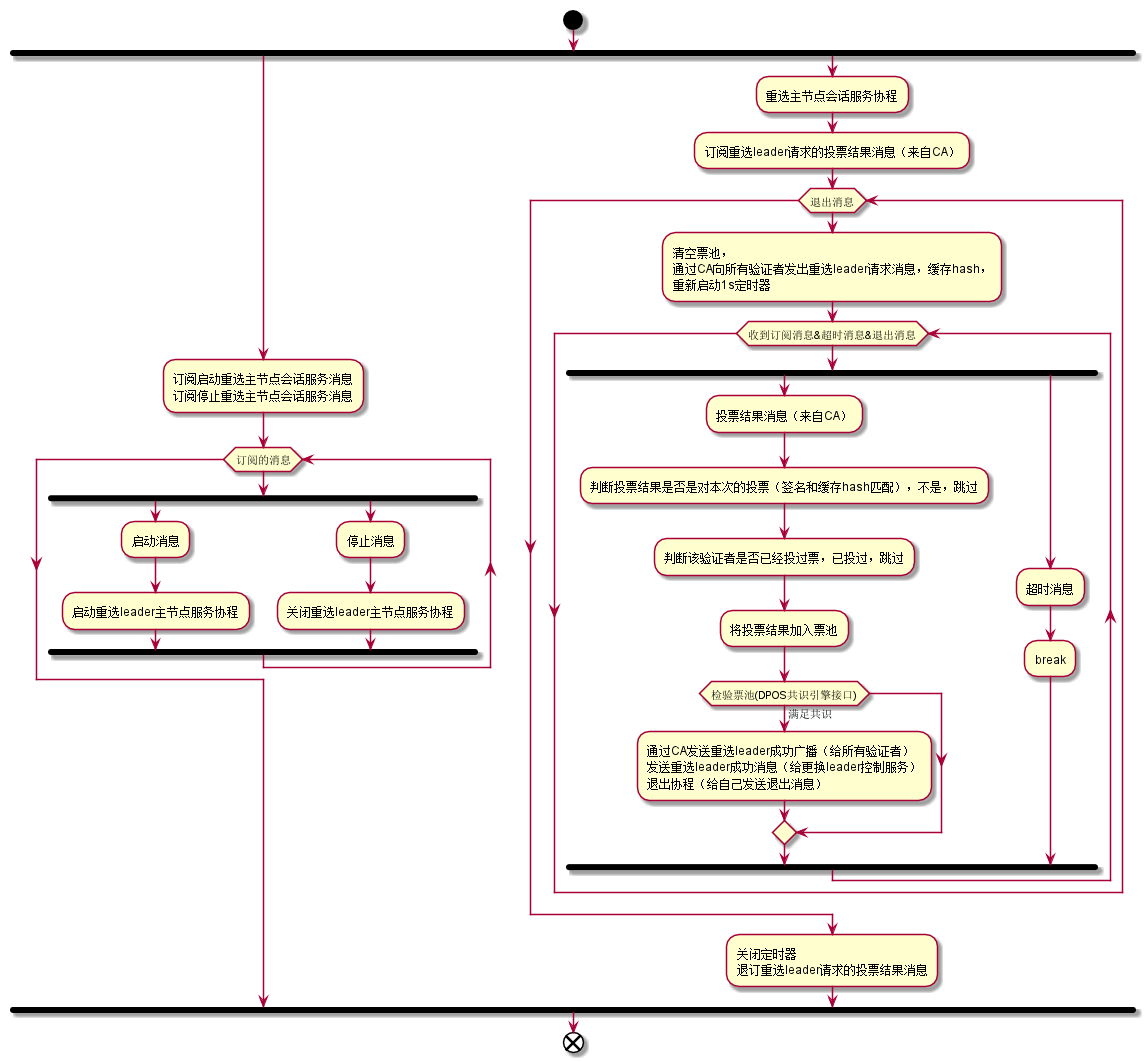 重选主节点会话服务协程
订阅重选leader请求的投票结果消息（来自CA）
退出消息
清空票池，
通过CA向所有验证者发出重选leader请求消息，缓存hash，
重新启动1s定时器
收到订阅消息&超时消息&退出消息
订阅启动重选主节点会话服务消息
订阅停止重选主节点会话服务消息
订阅的消息
启动消息
启动重选leader主节点服务协程
停止消息
关闭重选leader主节点服务协程
投票结果消息（来自CA）
判断投票结果是否是对本次的投票（签名和缓存hash匹配），不是，跳过
判断该验证者是否已经投过票，已投过，跳过
将投票结果加入票池
检验票池(DPOS共识引擎接口)
满足共识
通过CA发送重选leader成功广播（给所有验证者）
发送重选leader成功消息（给更换leader控制服务）
退出协程（给自己发送退出消息）
超时消息
break
关闭定时器
退订重选leader请求的投票结果消息